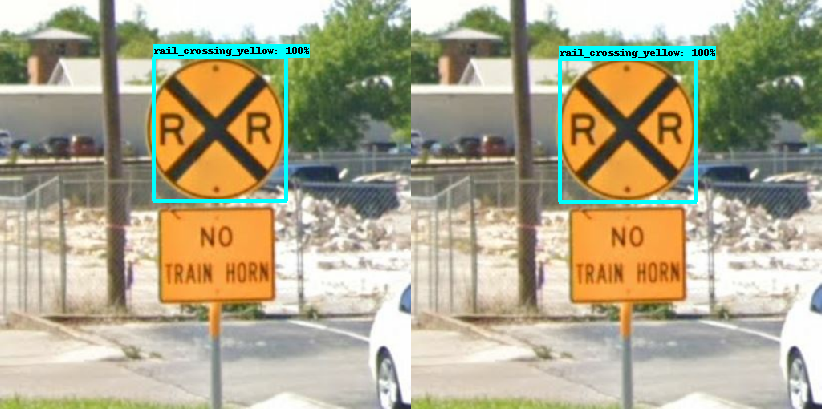 rail_crossing_yellow: 100%
R R
NO
TRAIN HORN
rail_crossing_yellow: 100%
R R
NO
TRAIN HORN